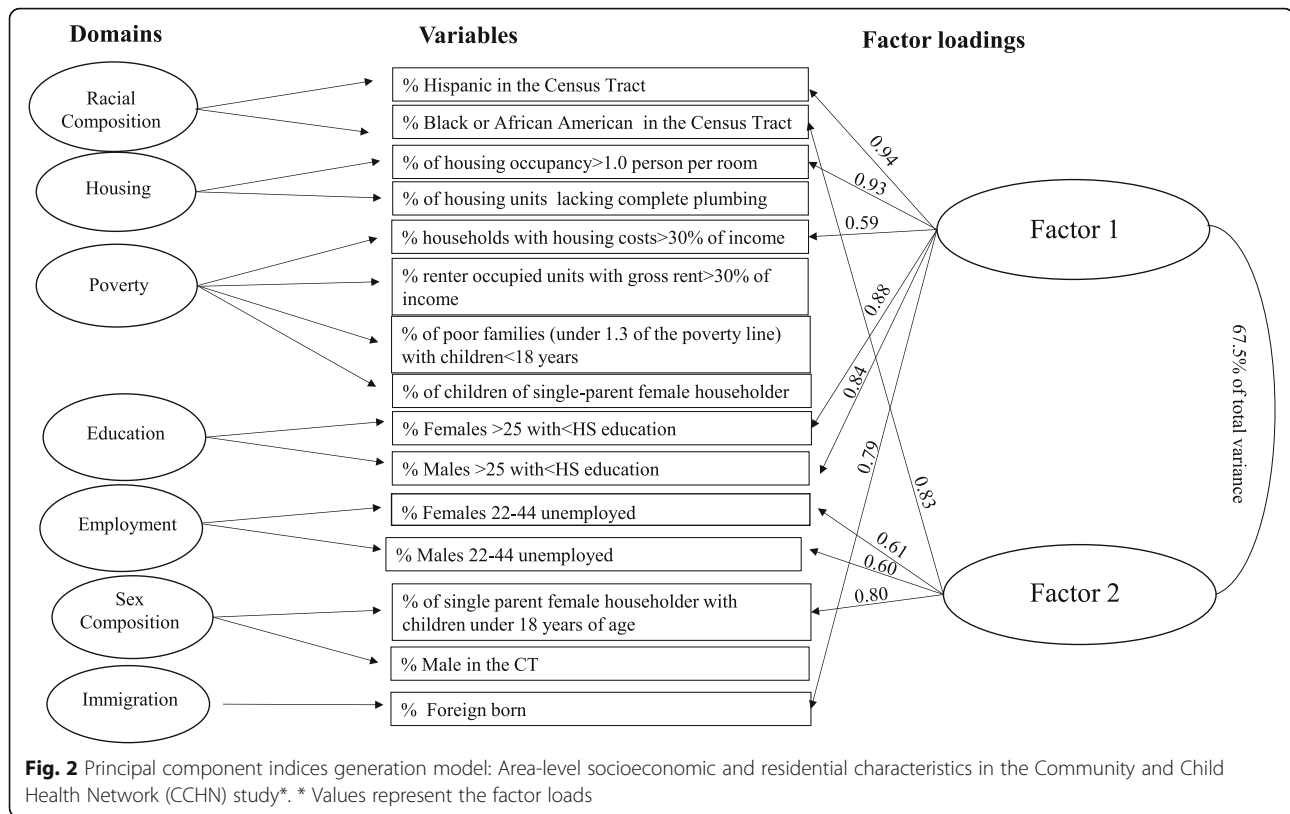 Domains
Variables
Factor loadings
Racial
Composition
Housing
Poverty
Education
Employment
Sex
Composition
Immigration
% Hispanic in the Census Tract
% Black or African American in the Census Tract
% of housing occupancy>1.0 person per room
% of housing units lacking complete plumbing
% households with housing costs>30% of income
% renter occupied units with gross rent>30% of
income
% of poor families (under 1.3 of the poverty line)
with children<18 years
% of children of single-parent female householder
% Females >25 with<HS education
% Males >25 with<HS education
% Females 22-44 unemployed
% Males 22-44 unemployed
% of single parent female householder with
children under 18 years of age
% Male in the CT
% Foreign born
0.94
0.93
0.59
0.88
0.84
0.79
0.83
0.61
0.60
0.80
Factor 1
Factor 2
67.5% of total variance
Fig. 2 Principal component indices generation model: Area-level socioeconomic and residential characteristics in the Community and Child
Health Network (CCHN) study*. * Values represent the factor loads